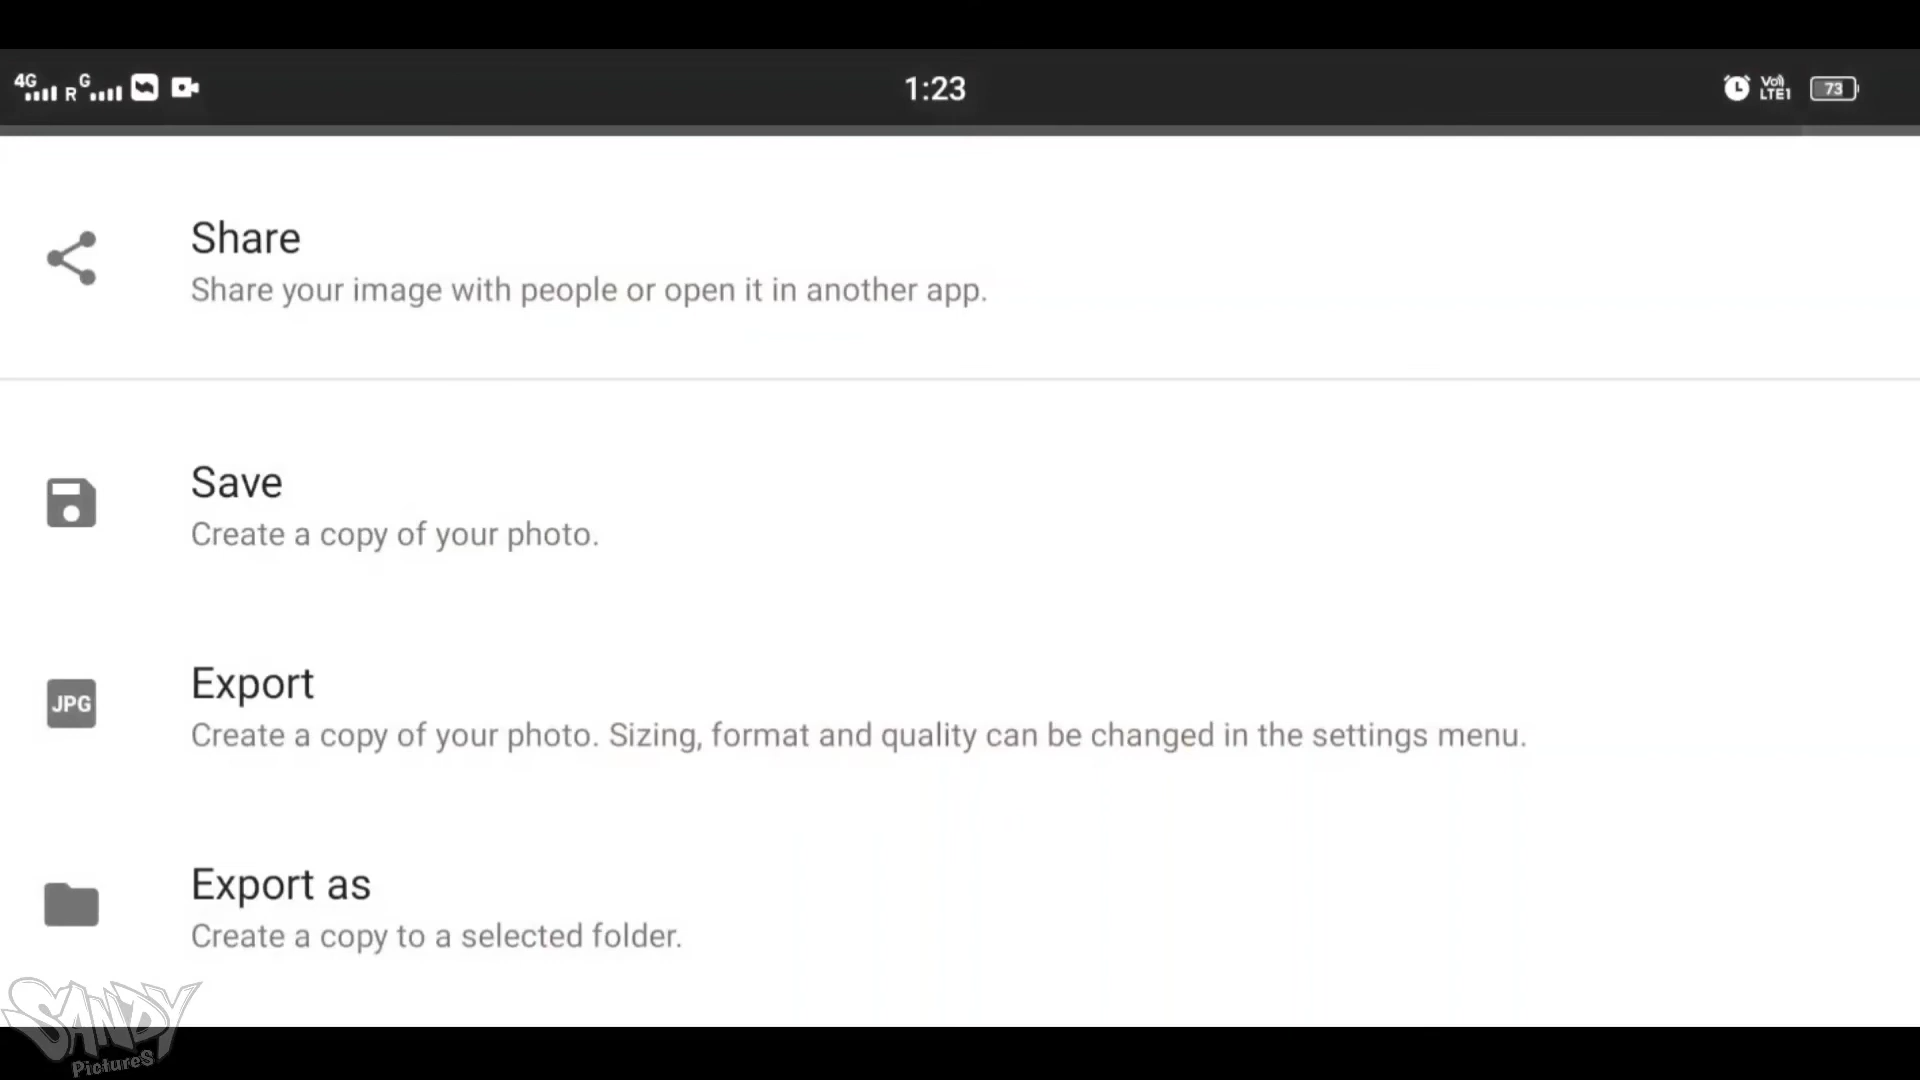 4G R G 1:23 Vol LTE1 73
Share
Share your image with people or open it in another app.
Save
Create a copy of your photo.
JPG
Export
Create a copy of your photo. Sizing, format and quality can be changed in the settings menu.
Export as
Create a copy to a selected folder.
SANDY
PictureS